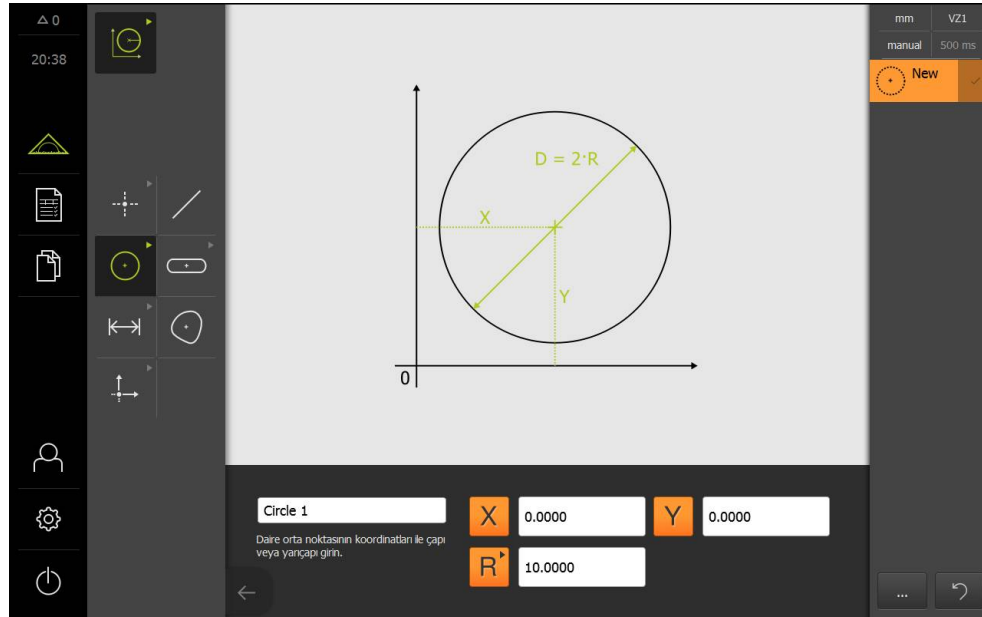 0
20:38
mm
VZ1
manual
500 ms
New
D = 2·R
X
Y
0
Circle 1
X
0.0000
Y
0.0000
Daire orta noktasının koordinatları ile çapı
veya yarıçapı girin.
R
10.0000
...